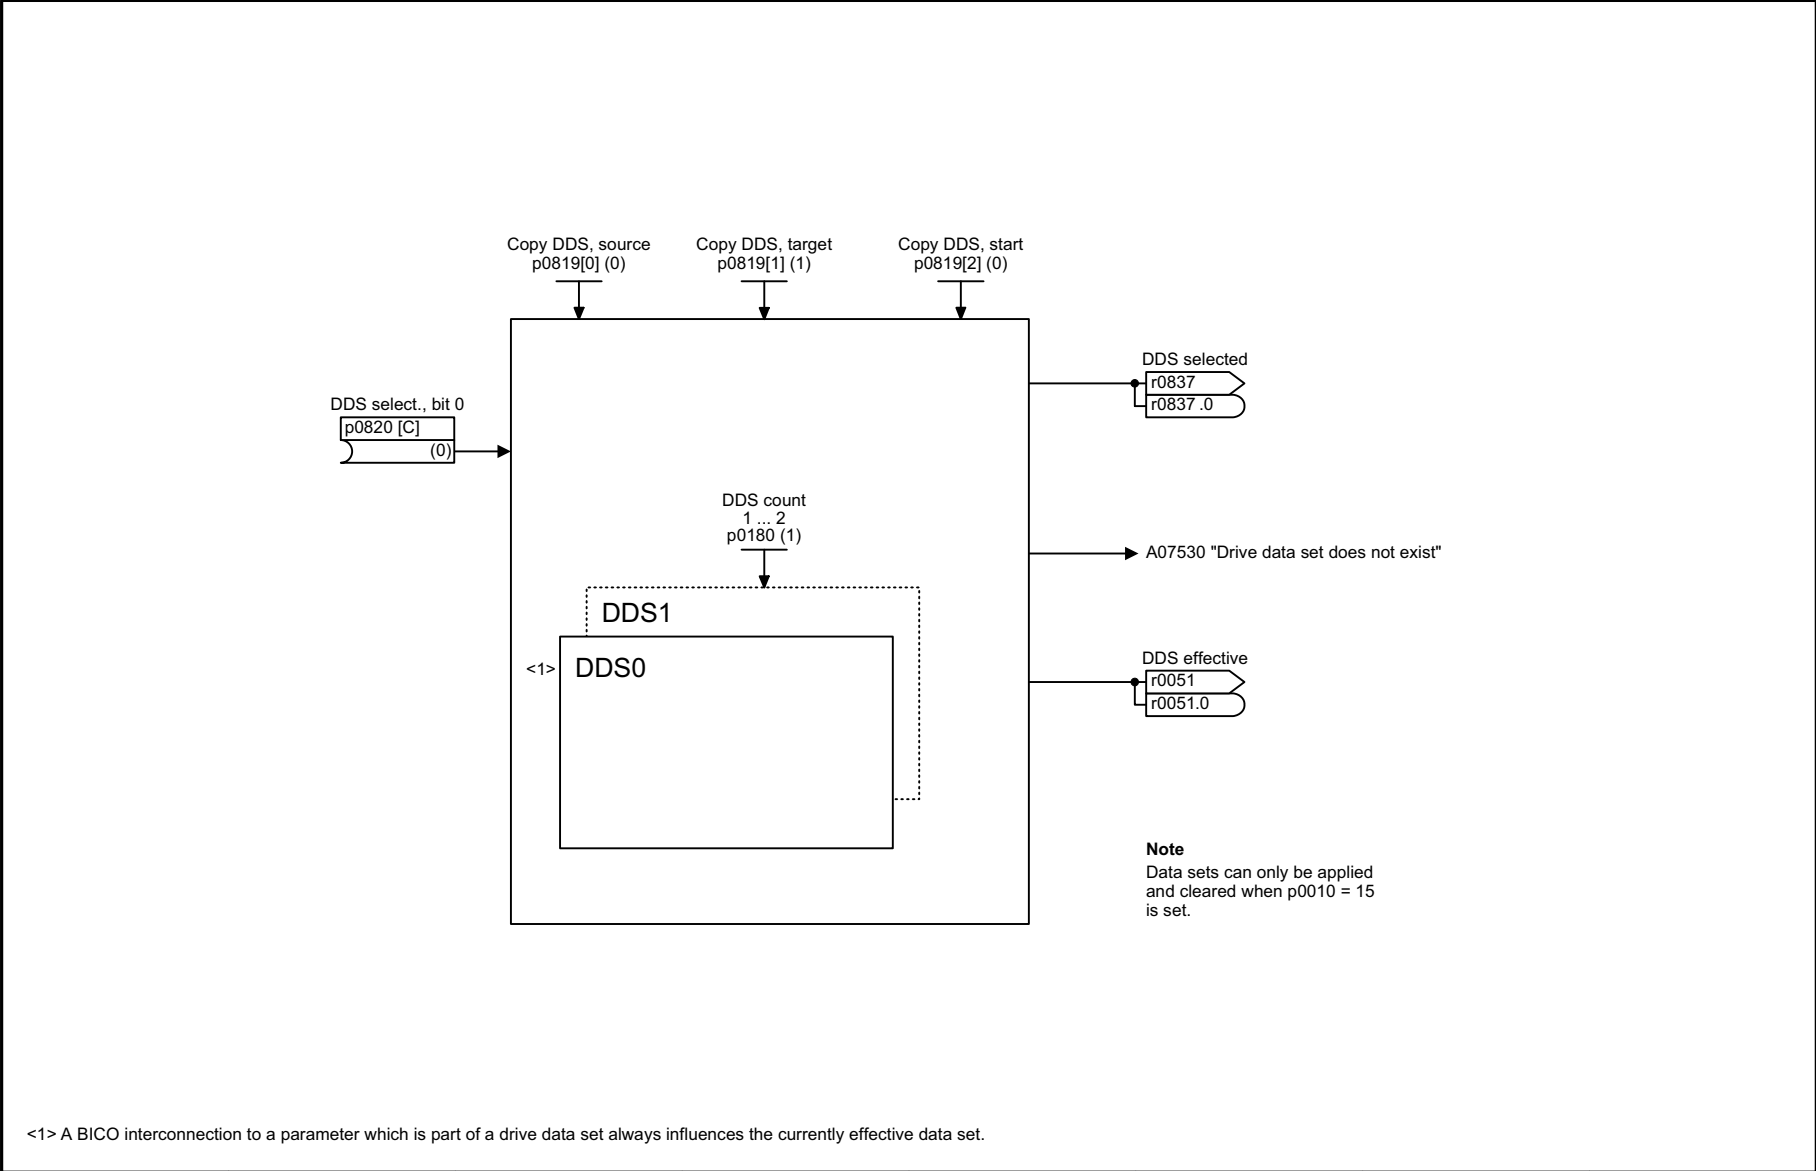 Copy DDS, source
p0819[0] (0)
Copy DDS, target
p0819[1] (1)
Copy DDS, start
p0819[2] (0)
DDS select., bit 0
p0820 [C]
(0)
DDS selected
r0837
r0837 .0
DDS count
1 ... 2
p0180 (1)
A07530 "Drive data set does not exist"
DDS1
<1>
DDS0
DDS effective
r0051
r0051.0
Note
Data sets can only be applied
and cleared when p0010 = 15
is set.
<1> A BICO interconnection to a parameter which is part of a drive data set always influences the currently effective data set.